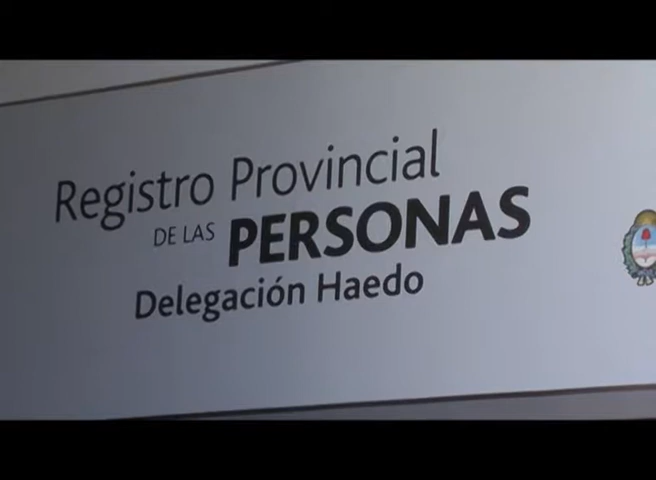 Registro Provincial
DE LAS PERSONAS
Delegación Haedo